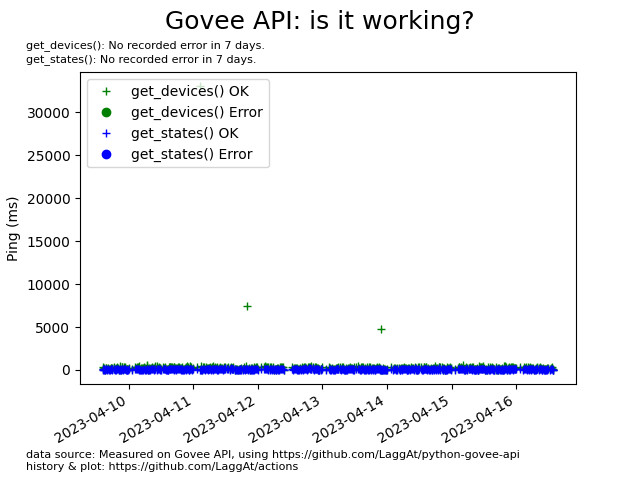 Govee API: is it working?
get_devices(): No recorded error in 7 days.
get_states(): No recorded error in 7 days.
get_devices() OK
get_devices() Error
get_states() OK
get_states() Error
Ping (ms)
30000
25000
20000
15000
10000
5000
0
2023-04-10
2023-04-11
2023-04-12
2023-04-13
2023-04-14
2023-04-15
2023-04-16
data source: Measured on Govee API, using https://github.com/LaggAt/python-govee-api
history & plot: https://github.com/LaggAt/actions